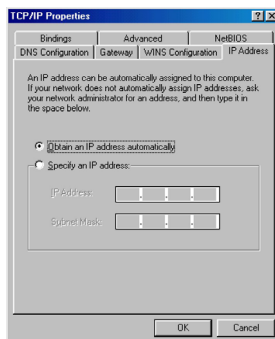 TCP/IP Properties
Bindings Advanced NetBIOS
DNS Configuration Gateway WINS Configuration IP Address
An IP address can be automatically assigned to this computer.
If your network does not automatically assign IP addresses, ask
your network administrator for an address, and then type it in
the space below.
Obtain an IP address automatically
Specify an IP address:
IP Address:
Subnet Mask:
OK Cancel